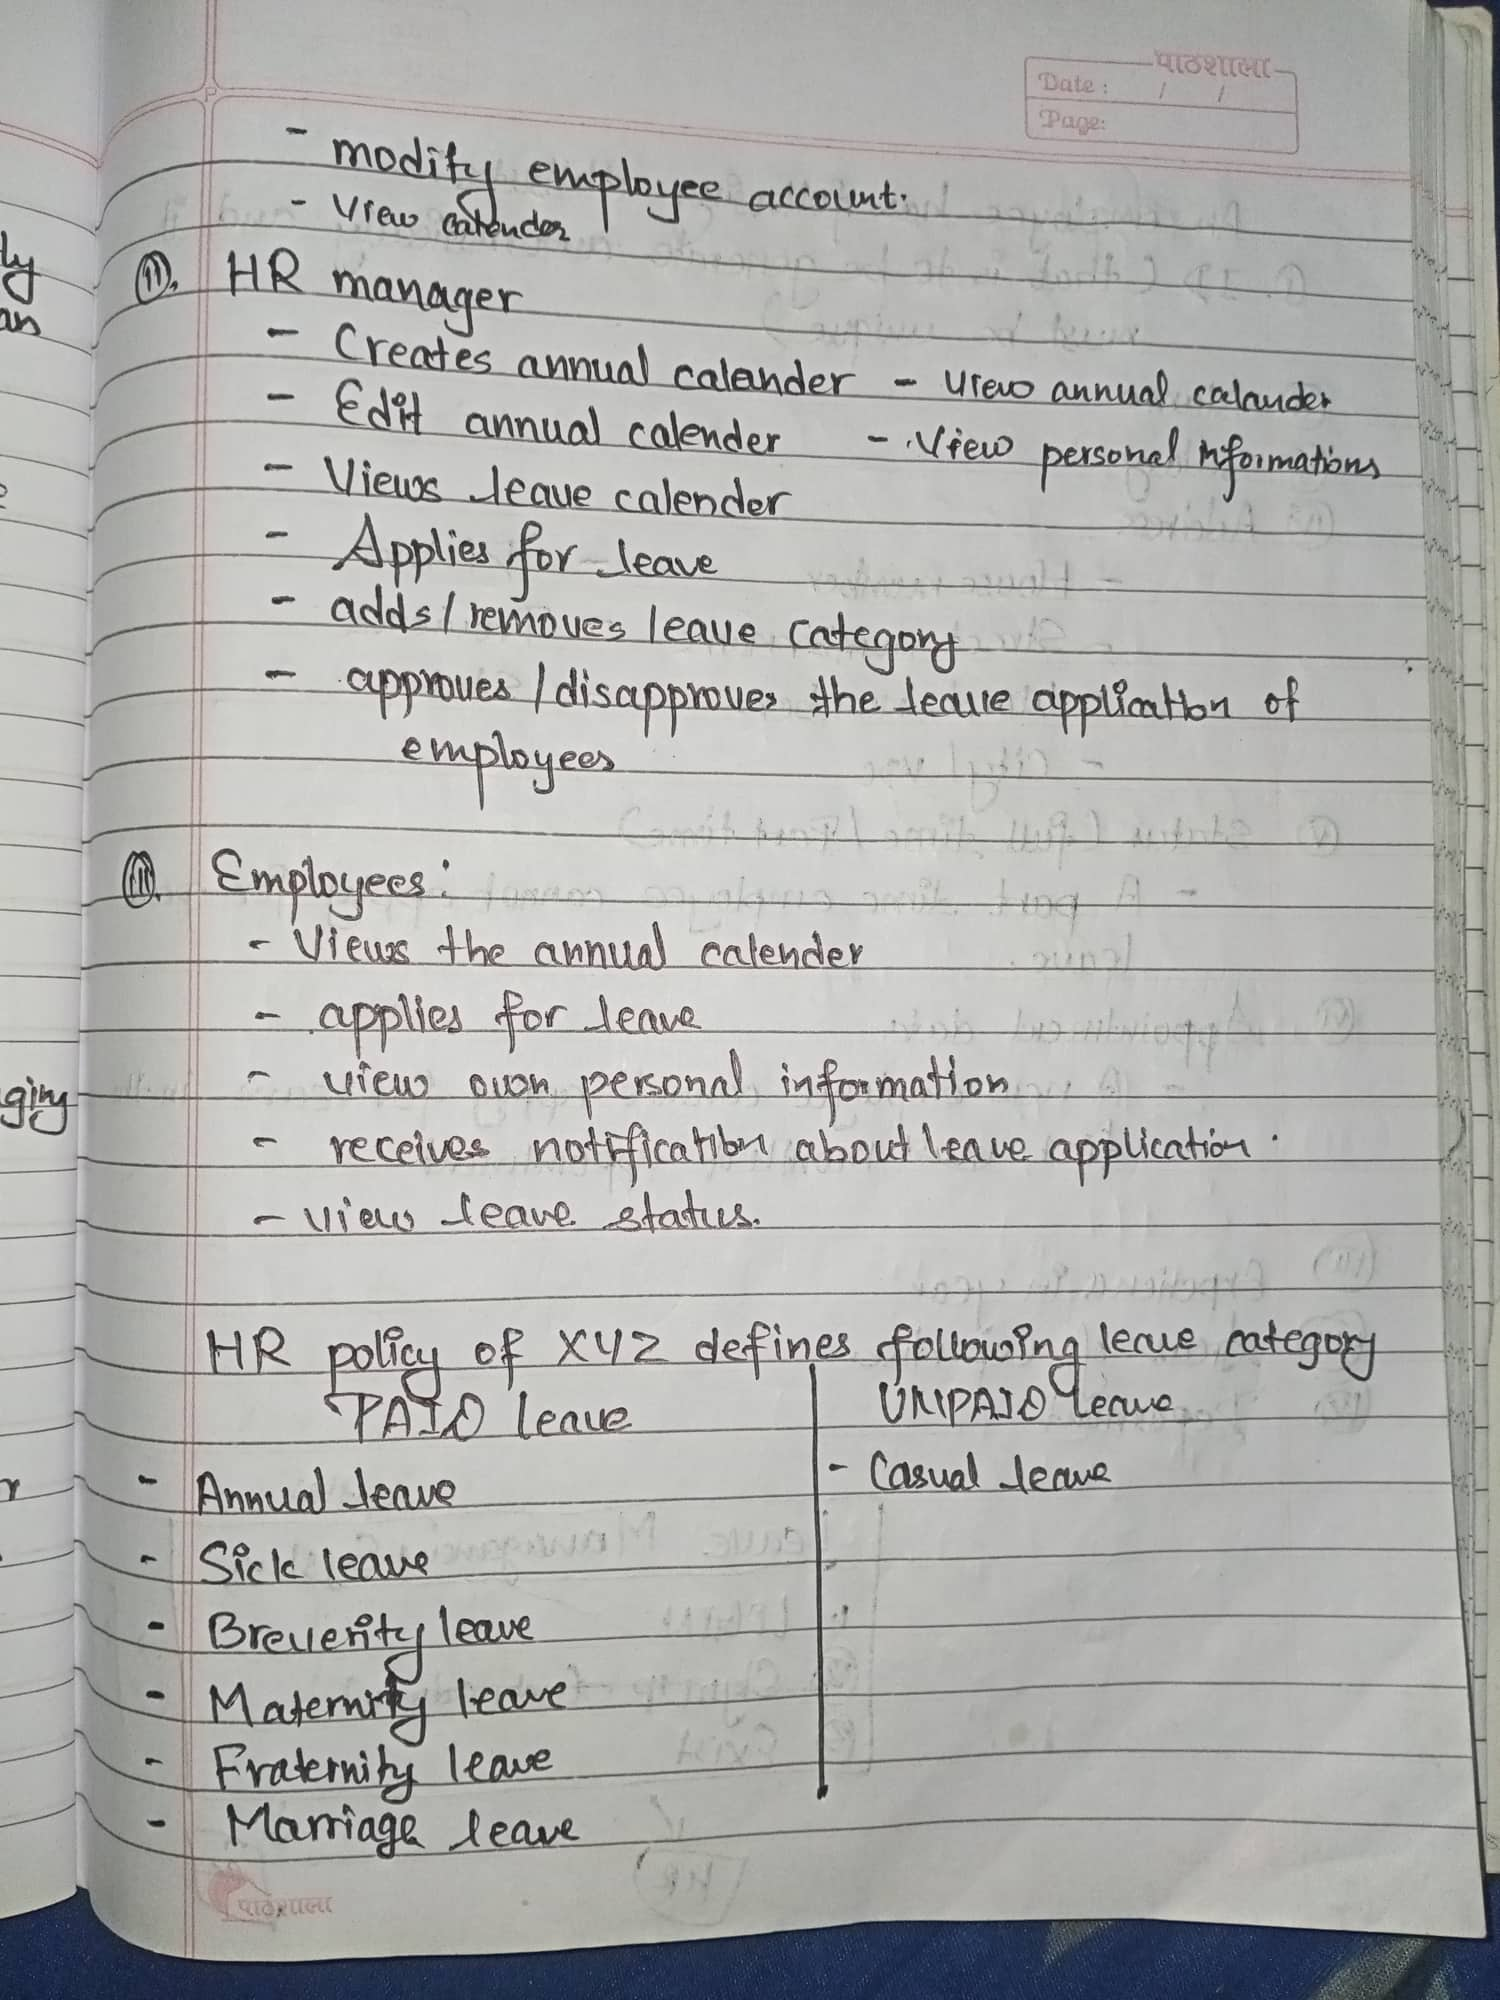 पाठशाला
Date : / /
Page:
- modify employee account.
- View calender
ii. HR manager
- Creates annual calander - View annual calander
- Edit annual calender - View personal informations
- Views leave calender
- Applies for leave
- adds/removes leave category
- approves/disapproves the leave application of
employees
iii. Employees:
- Views the annual calender
- applies for leave
- view own personal information
- receives notification about leave application.
- view leave status.
HR policy of XYZ defines following leave category
PAID leave UNPAID leave
- Annual leave - Casual leave
- Sick leave
- Breverity leave
- Maternity leave
- Fraternity leave
- Marriage leave
पाठशाला